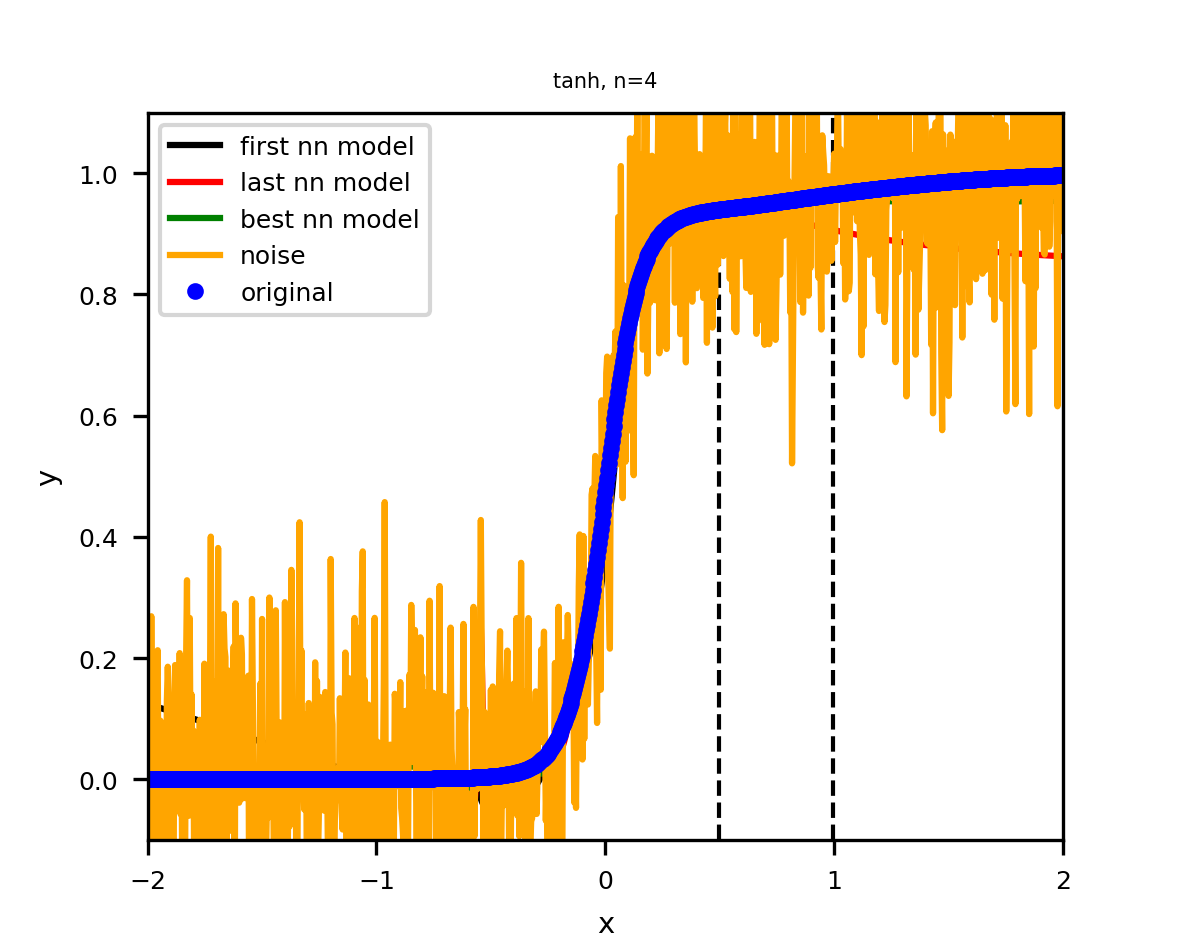 tanh, n=4
first nn model
last nn model
best nn model
noise
original
1.0
0.8
0.6
0.4
0.2
0.0
y
−2
−1
0
1
2
x